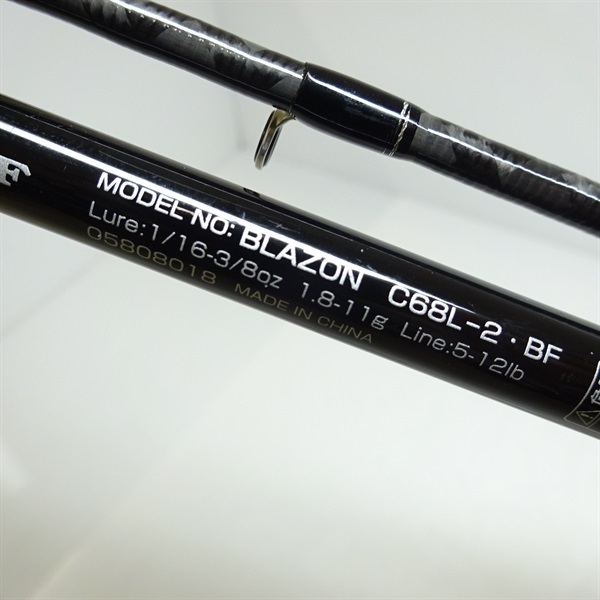 F
MODEL NO: BLAZON C68L-2・BF
Lure:1/16-3/8oz 1.8-11g Line:5-12lb
05808018 MADE IN CHINA